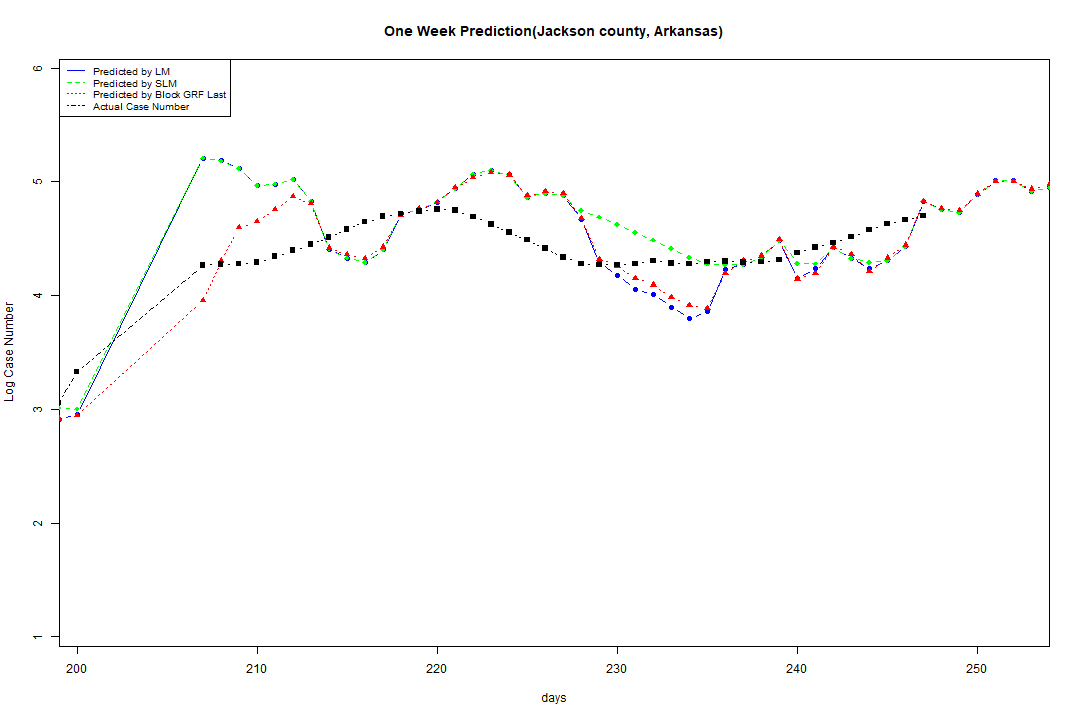 One Week Prediction(Jackson county, Arkansas)
Predicted by LM
Predicted by SLM
Predicted by Block GRF Last
Actual Case Number
Log Case Number
6
5
4
3
2
1
200 210 220 230 240 250
days